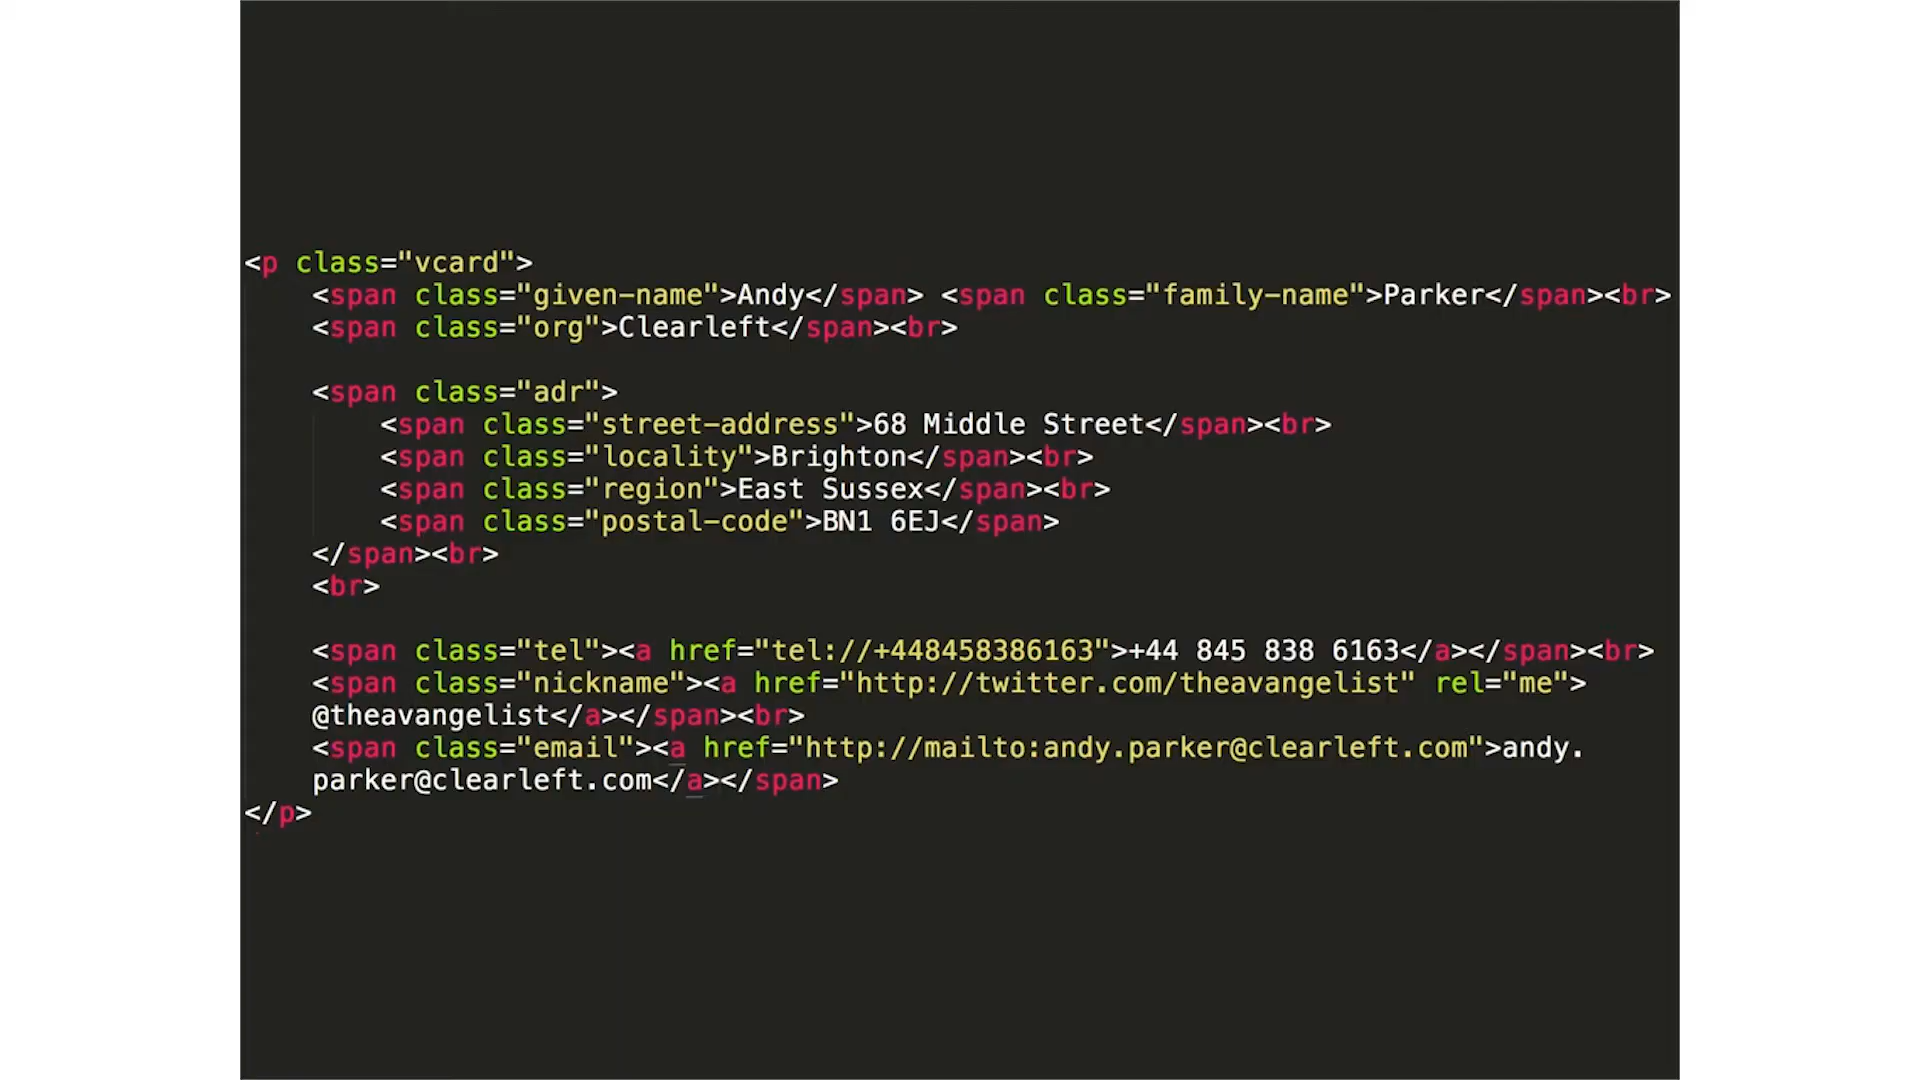 <p class="vcard">
<span class="given-name">Andy</span> <span class="family-name">Parker</span><br>
<span class="org">Clearleft</span><br>
<span class="adr">
<span class="street-address">68 Middle Street</span><br>
<span class="locality">Brighton</span><br>
<span class="region">East Sussex</span><br>
<span class="postal-code">BN1 6EJ</span>
</span><br>
<br>
<span class="tel"><a href="tel://+448458386163">+44 845 838 6163</a></span><br>
<span class="nickname"><a href="http://twitter.com/theavangelist" rel="me">
@theavangelist</a></span><br>
<span class="email"><a href="http://mailto:andy.parker@clearleft.com">andy.
parker@clearleft.com</a></span>
</p>